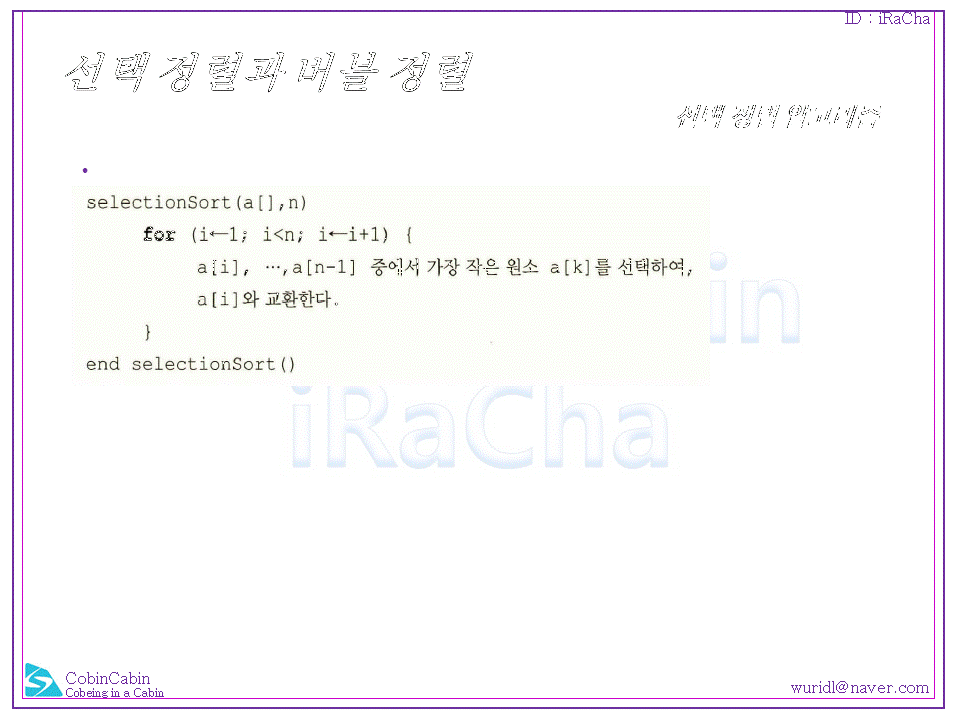 ID : iRaCha
선택 정렬과 버블 정렬
선택 정렬 알고리즘
•
selectionSort(a[],n)
for (i←1; i<n; i←i+1) {
a[i], ⋯,a[n-1] 중에서 가장 작은 원소 a[k]를 선택하여,
a[i]와 교환한다.
}
end selectionSort()
in
iRaCha
CobinCabin
Cobeing in a Cabin
wuridl@naver.com